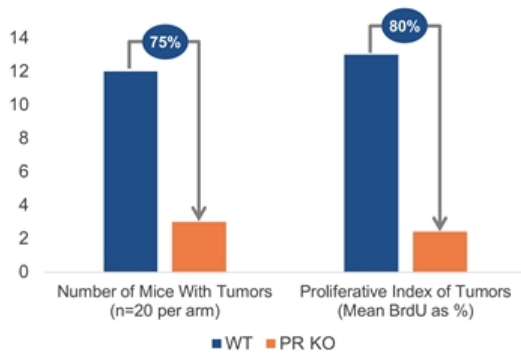 75%
80%
14
12
10
8
6
4
2
0
Number of Mice With Tumors
(n=20 per arm)
Proliferative Index of Tumors
(Mean BrdU as %)
WT PR KO